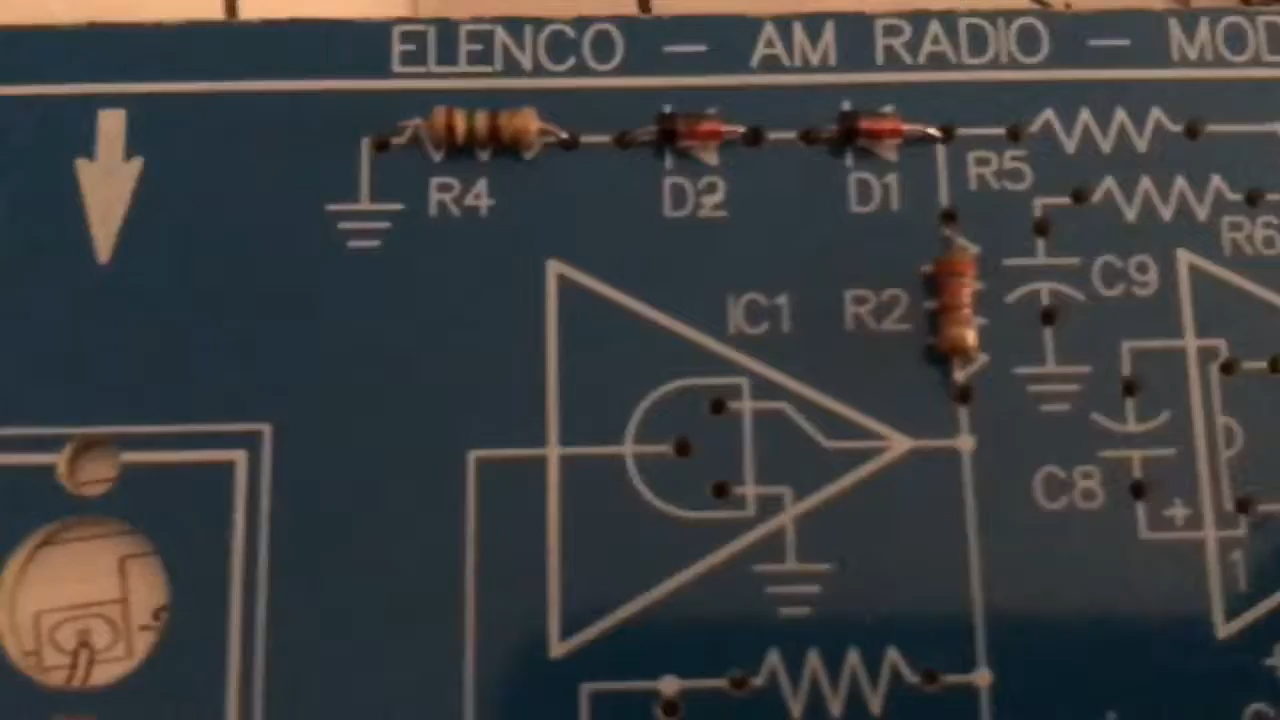 ELENCO – AM RADIO – MOD
R4 D2 D1 R5
R6
IC1 R2 C9
C8 +
1